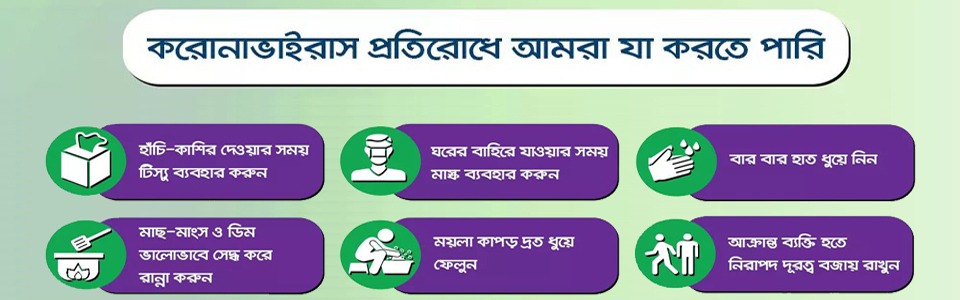 করোনাভাইরাস প্রতিরোধে আমরা যা করতে পারি
হাঁচি-কাশির দেওয়ার সময়
টিস্যু ব্যবহার করুন
ঘরের বাহিরে যাওয়ার সময়
মাস্ক ব্যবহার করুন
বার বার হাত ধুয়ে নিন
মাছ-মাংস ও ডিম
ভালোভাবে সেদ্ধ করে
রান্না করুন
ময়লা কাপড় দ্রত ধুয়ে
ফেলুন
আক্রান্ত ব্যক্তি হতে
নিরাপদ দূরত্ব বজায় রাখুন